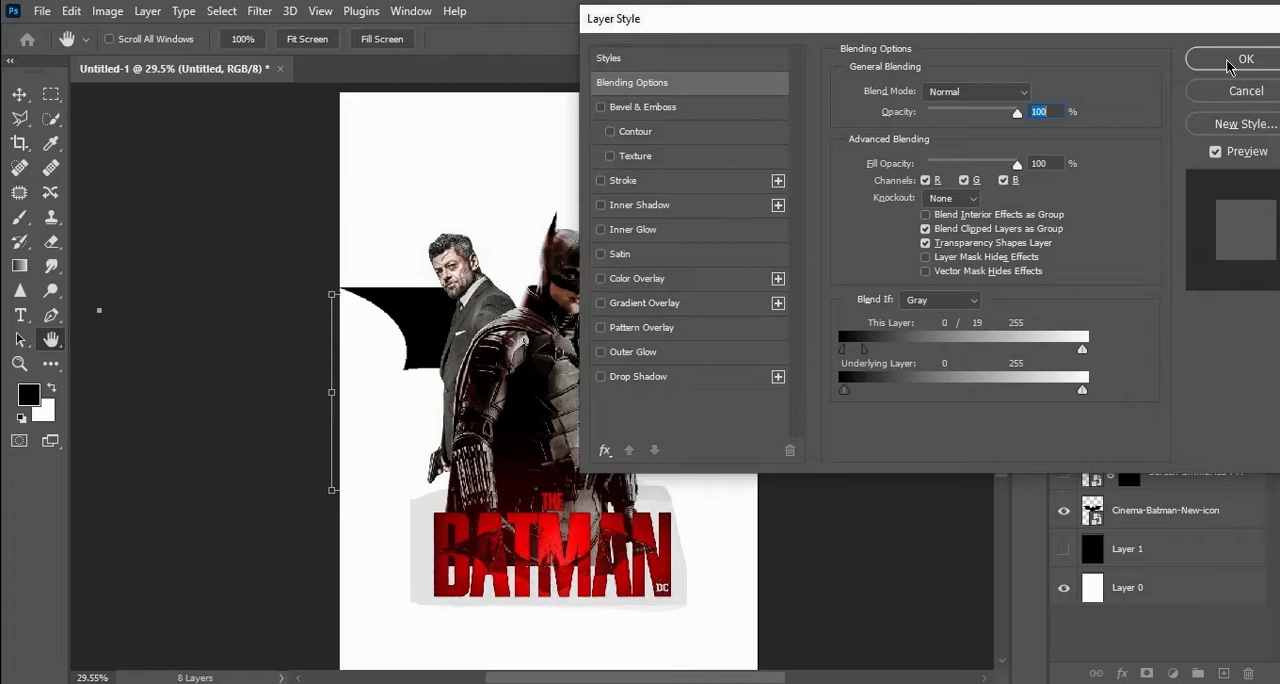 Ps File Edit Image Layer Type Select Filter 3D View Plugins Window Help
Layer Style
Scroll All Windows 100% Fit Screen Fill Screen
Untitled-1 @ 29.5% (Untitled, RGB/8) * ×
Styles
Blending Options
Bevel & Emboss
Contour
Texture
Stroke
Inner Shadow
Inner Glow
Satin
Color Overlay
Gradient Overlay
Pattern Overlay
Outer Glow
Drop Shadow
fx
Blending Options
General Blending
Blend Mode: Normal
Opacity: 100 %
Advanced Blending
Fill Opacity: 100 %
Channels: R G B
Knockout: None
Blend Interior Effects as Group
Blend Clipped Layers as Group
Transparency Shapes Layer
Layer Mask Hides Effects
Vector Mask Hides Effects
Blend If: Gray
This Layer: 0 / 19 255
Underlying Layer: 0 255
OK
Cancel
New Style...
Preview
THE
BATMAN
DC
Cinema-Batman-New-icon
Layer 1
Layer 0
fx
29.55% 8 Layers